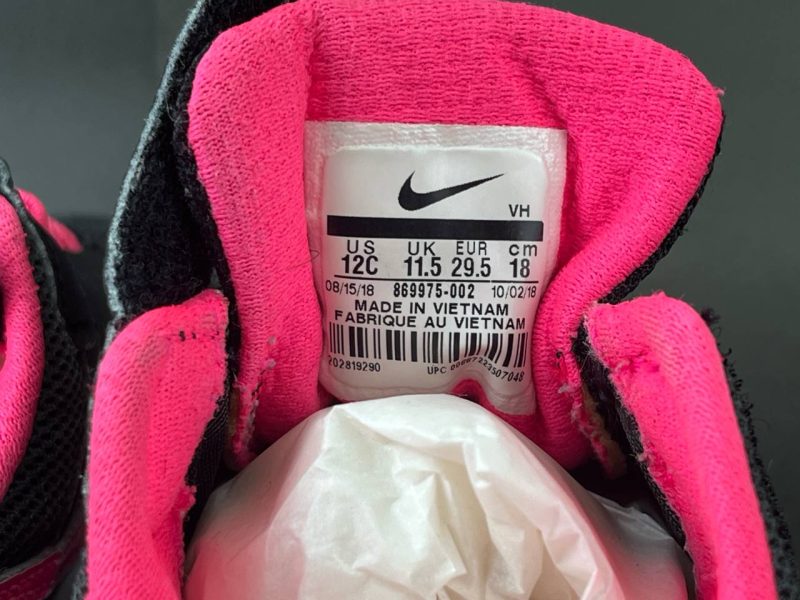 VH
US UK EUR cm
12C 11.5 29.5 18
08/15/18 869975-002 10/02/18
MADE IN VIETNAM
FABRIQUE AU VIETNAM
202819290 UPC